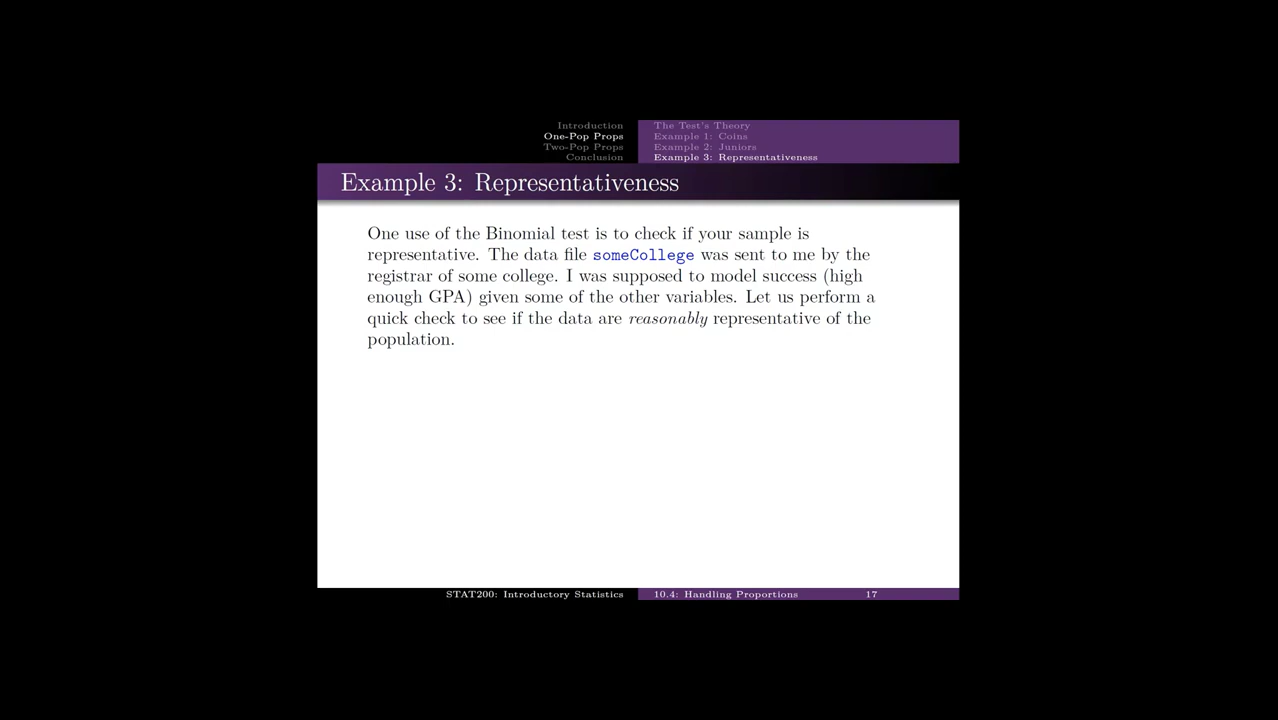 Introduction
One-Pop Props
Two-Pop Props
Conclusion
The Test's Theory
Example 1: Coins
Example 2: Juniors
Example 3: Representativeness
Example 3: Representativeness
One use of the Binomial test is to check if your sample is
representative. The data file someCollege was sent to me by the
registrar of some college. I was supposed to model success (high
enough GPA) given some of the other variables. Let us perform a
quick check to see if the data are reasonably representative of the
population.
STAT200: Introductory Statistics
10.4: Handling Proportions 17